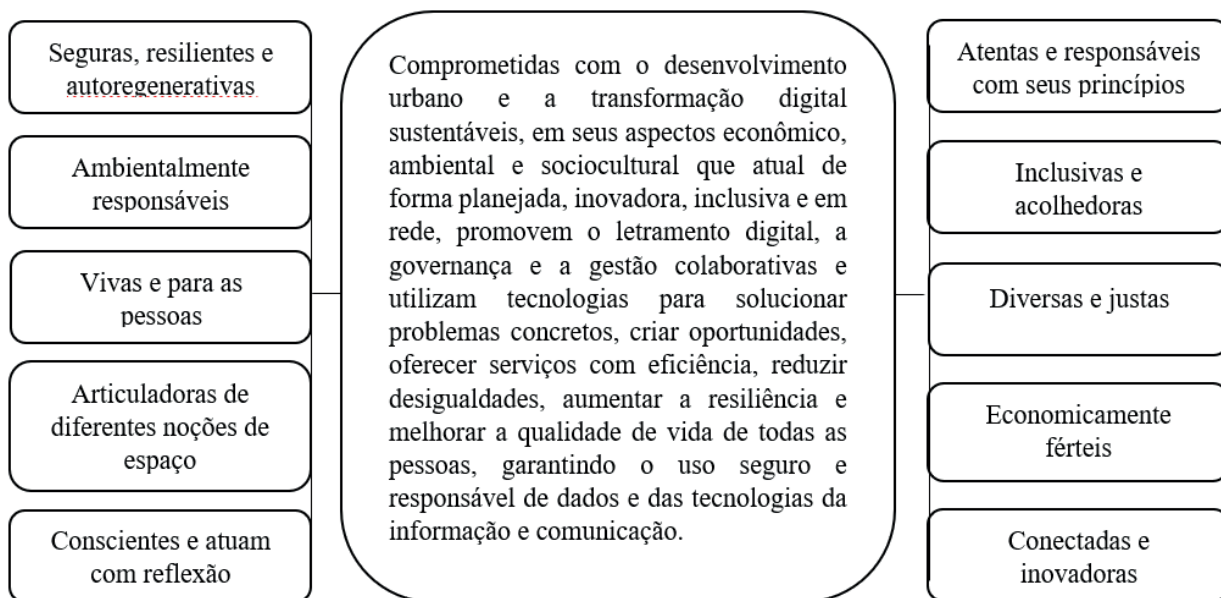 Seguras, resilientes e
autoregenerativas
Ambientalmente
responsáveis
Vivas e para as
pessoas
Articuladoras de
diferentes noções de
espaço
Conscientes e atuam
com reflexão
Comprometidas com o desenvolvimento
urbano e a transformação digital
sustentáveis, em seus aspectos econômico,
ambiental e sociocultural que atual de
forma planejada, inovadora, inclusiva e em
rede, promovem o letramento digital, a
governança e a gestão colaborativas e
utilizam tecnologias para solucionar
problemas concretos, criar oportunidades,
oferecer serviços com eficiência, reduzir
desigualdades, aumentar a resiliência e
melhorar a qualidade de vida de todas as
pessoas, garantindo o uso seguro e
responsável de dados e das tecnologias da
informação e comunicação.
Atentas e responsáveis
com seus princípios
Inclusivas e
acolhedoras
Diversas e justas
Economicamente
férteis
Conectadas e
inovadoras